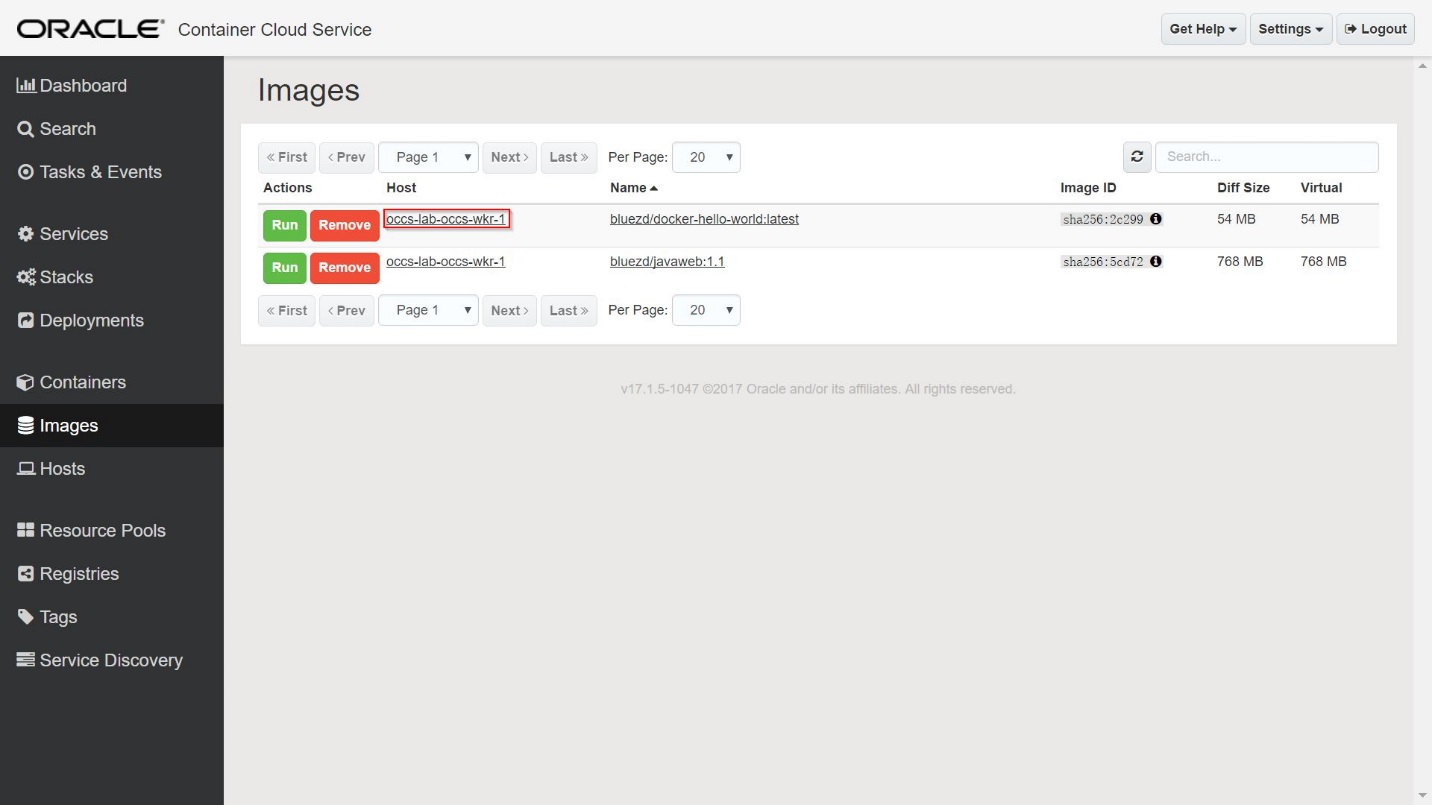 ORACLE® Container Cloud Service Get Help Settings Logout
Dashboard
Search
Tasks & Events
Services
Stacks
Deployments
Containers
Images
Hosts
Resource Pools
Registries
Tags
Service Discovery
Images
« First ‹ Prev Page 1 Next › Last » Per Page: 20 Search...
Actions Host Name Image ID Diff Size Virtual
Run Remove occs-lab-occs-wkr-1 bluezd/docker-hello-world:latest sha256:2c299 54 MB 54 MB
Run Remove occs-lab-occs-wkr-1 bluezd/javaweb:1.1 sha256:5cd72 768 MB 768 MB
« First ‹ Prev Page 1 Next › Last » Per Page: 20
v17.1.5-1047 ©2017 Oracle and/or its affiliates. All rights reserved.